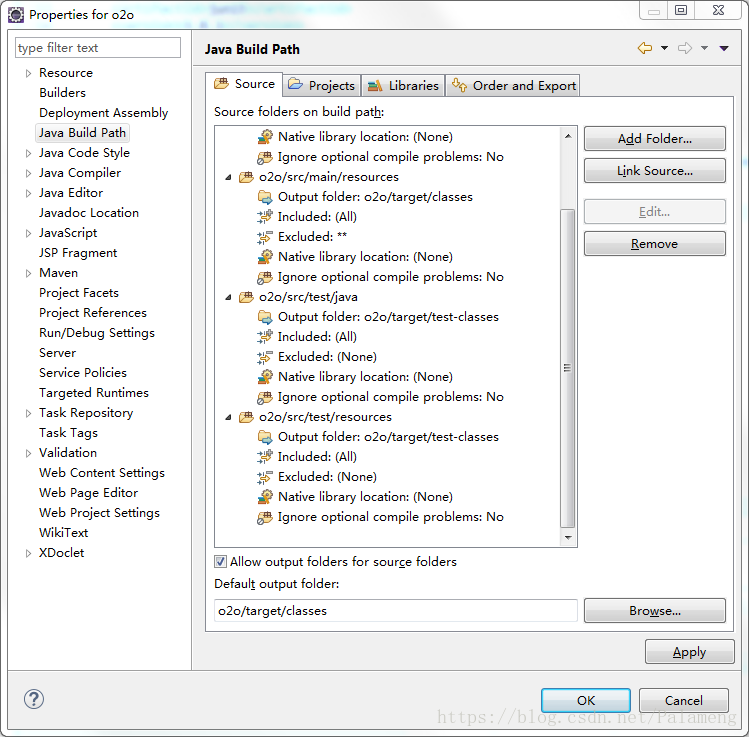 Properties for o2o
type filter text
Resource
Builders
Deployment Assembly
Java Build Path
Java Code Style
Java Compiler
Java Editor
Javadoc Location
JavaScript
JSP Fragment
Maven
Project Facets
Project References
Run/Debug Settings
Server
Service Policies
Targeted Runtimes
Task Repository
Task Tags
Validation
Web Content Settings
Web Page Editor
Web Project Settings
WikiText
XDoclet
Java Build Path
Source Projects Libraries Order and Export
Source folders on build path:
Native library location: (None)
Ignore optional compile problems: No
o2o/src/main/resources
Output folder: o2o/target/classes
Included: (All)
Excluded: **
Native library location: (None)
Ignore optional compile problems: No
o2o/src/test/java
Output folder: o2o/target/test-classes
Included: (All)
Excluded: (None)
Native library location: (None)
Ignore optional compile problems: No
o2o/src/test/resources
Output folder: o2o/target/test-classes
Included: (All)
Excluded: (None)
Native library location: (None)
Ignore optional compile problems: No
Add Folder...
Link Source...
Edit...
Remove
Allow output folders for source folders
Default output folder:
o2o/target/classes
Browse...
Apply
OK
Cancel
https://blog.csdn.net/Palameng